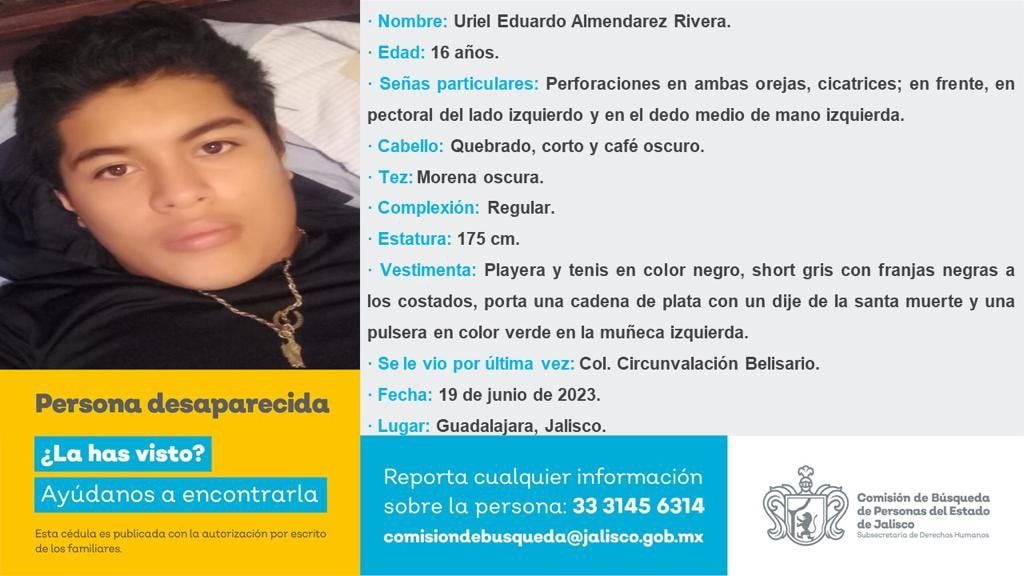 · Nombre: Uriel Eduardo Almendarez Rivera.
· Edad: 16 años.
· Señas particulares: Perforaciones en ambas orejas, cicatrices; en frente, en
pectoral del lado izquierdo y en el dedo medio de mano izquierda.
· Cabello: Quebrado, corto y café oscuro.
· Tez: Morena oscura.
· Complexión: Regular.
· Estatura: 175 cm.
· Vestimenta: Playera y tenis en color negro, short gris con franjas negras a
los costados, porta una cadena de plata con un dije de la santa muerte y una
pulsera en color verde en la muñeca izquierda.
· Se le vio por última vez: Col. Circunvalación Belisario.
· Fecha: 19 de junio de 2023.
· Lugar: Guadalajara, Jalisco.
Persona desaparecida
¿La has visto?
Ayúdanos a encontrarla
Esta cédula es publicada con la autorización por escrito
de los familiares.
Reporta cualquier información
sobre la persona: 33 3145 6314
comisiondebusqueda@jalisco.gob.mx
Comisión de Búsqueda
de Personas del Estado
de Jalisco
Subsecretaría de Derechos Humanos